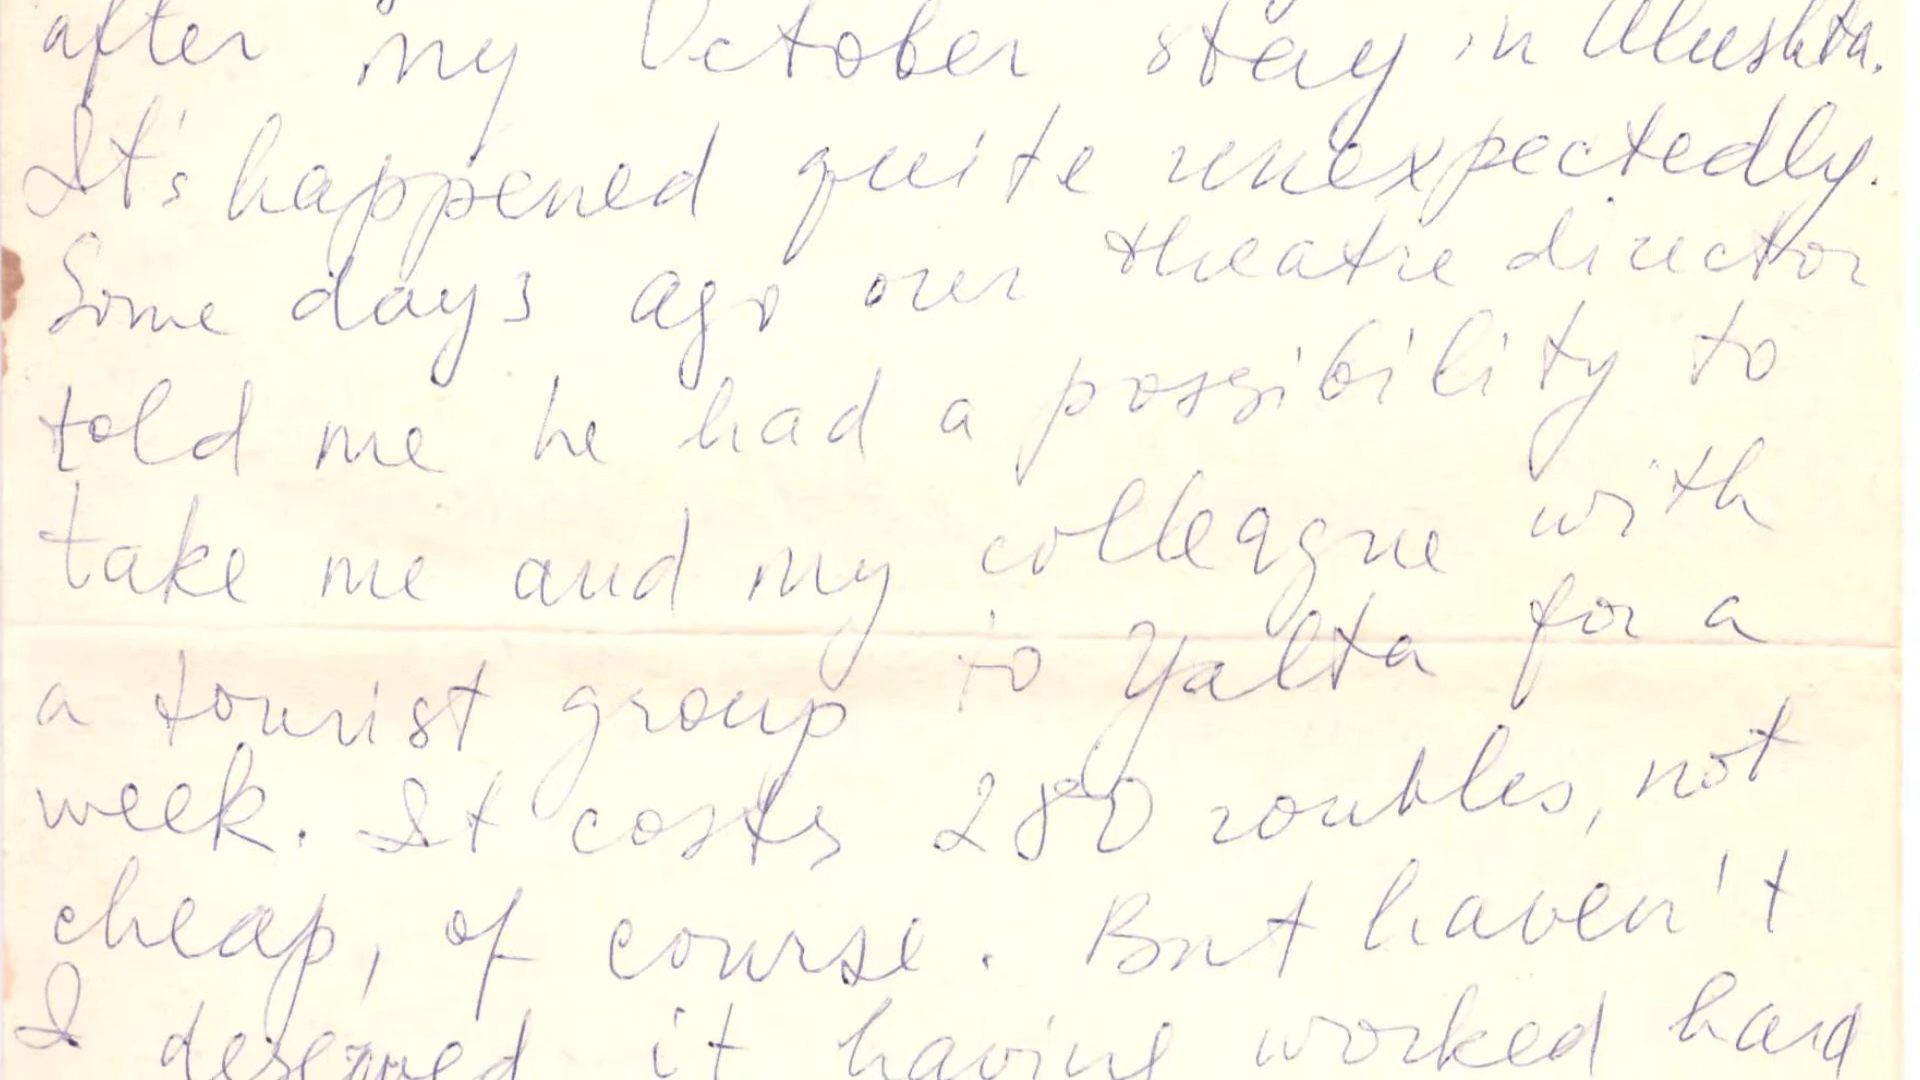 after my October stay in Alushta.
It's happened quite unexpectedly.
Some days ago our theatre director
told me he had a possibility to
take me and my colleague with
a tourist group to Yalta for a
week. It costs 280 roubles, not
cheap, of course. But haven't
I deserved it having worked hard